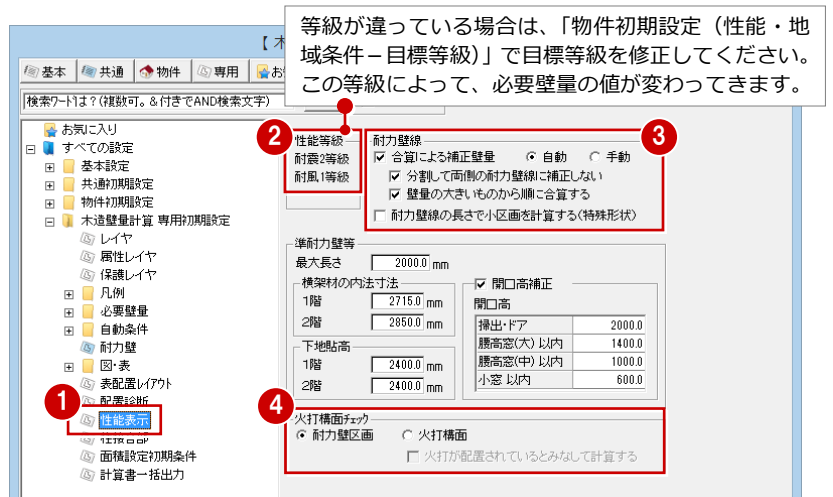 等級が違っている場合は、「物件初期設定（性能・地
域条件－目標等級）」で目標等級を修正してください。
この等級によって、必要壁量の値が変わってきます。
【 木
基本 共通 物件 専用 お
検索ワードは？(複数可。＆付きでAND検索文字)
お気に入り
すべての設定
基本設定
共通初期設定
物件初期設定
木造壁量計算 専用初期設定
レイヤ
属性レイヤ
保護レイヤ
凡例
必要壁量
自動条件
耐力壁
図・表
表配置レイアウト
配置診断
1
性能表示
柱接合部
面積設定初期条件
計算書一括出力
2
性能等級
耐震2等級
耐風1等級
3
耐力壁線
合算による補正壁量 自動 手動
分割して両側の耐力壁線に補正しない
壁量の大きいものから順に合算する
耐力壁線の長さで小区画を計算する(特殊形状)
準耐力壁等
最大長さ 2000.0 mm
横架材の内法寸法
1階 2715.0 mm
2階 2850.0 mm
下地貼高
1階 2400.0 mm
2階 2400.0 mm
開口高補正
開口高
掃出・ドア 2000.0
腰高窓(大) 以内 1400.0
腰高窓(中) 以内 1000.0
小窓 以内 600.0
4
火打構面チェック
耐力壁区画 火打構面
火打が配置されているとみなして計算する